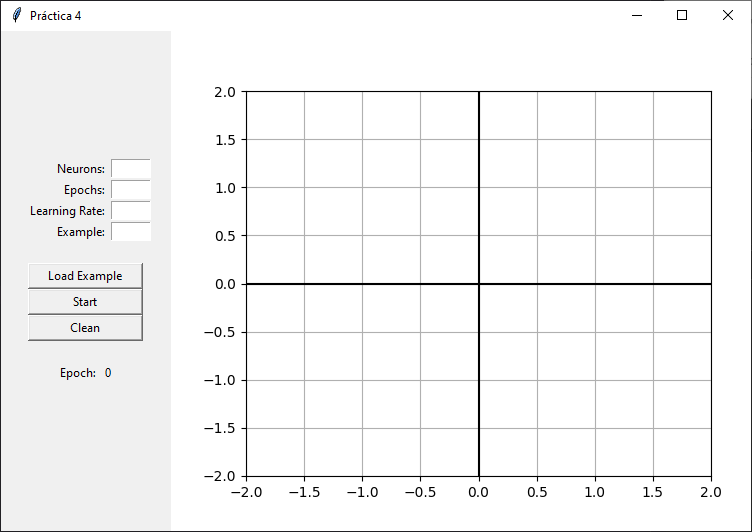 Práctica 4
Neurons:
Epochs:
Learning Rate:
Example:
Load Example
Start
Clean
Epoch: 0
2.0
1.5
1.0
0.5
0.0
−0.5
−1.0
−1.5
−2.0
−2.0 −1.5 −1.0 −0.5 0.0 0.5 1.0 1.5 2.0